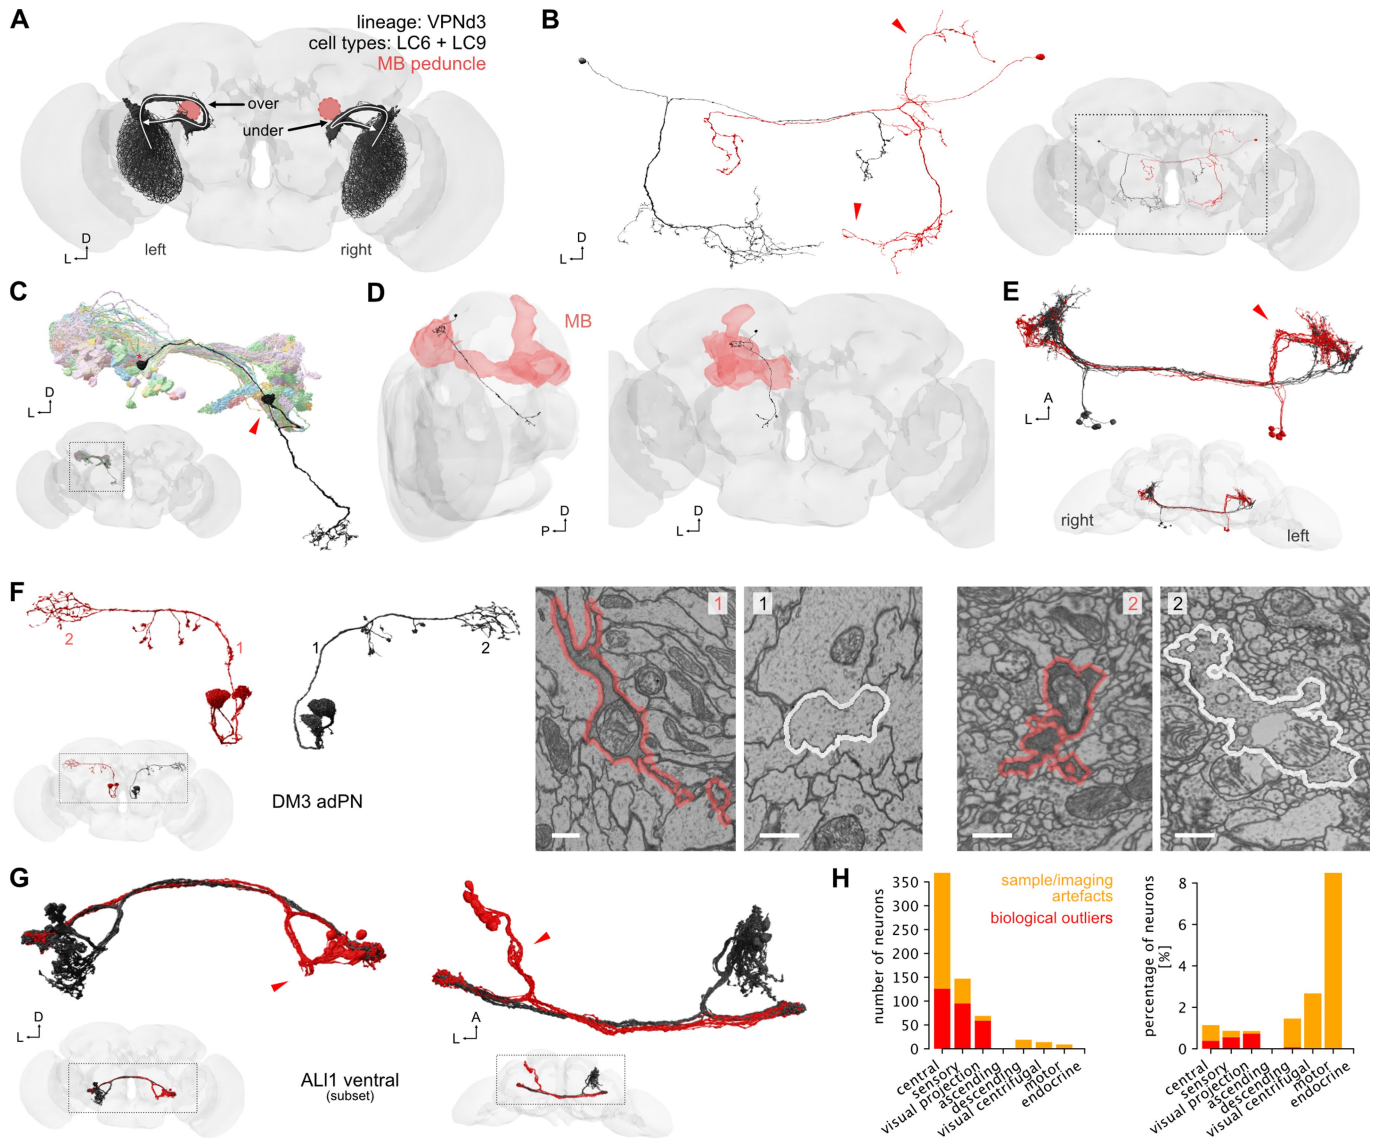 A
lineage: VPNd3
cell types: LC6 + LC9
MB peduncle
over
under
D
L
left
right
B
D
L
C
D
L
D
MB
D
P
D
L
E
A
L
right
left
F
2
1
1
2
DM3 adPN
1
1
2
2
G
D
L
ALI1 ventral
(subset)
A
L
H
sample/imaging
artefacts
biological outliers
number of neurons
350
300
250
200
150
100
50
0
central
sensory
visual projection
ascending
descending
visual centrifugal
motor
endocrine
percentage of neurons
[%]
8
6
4
2
0
central
sensory
visual projection
ascending
descending
visual centrifugal
motor
endocrine